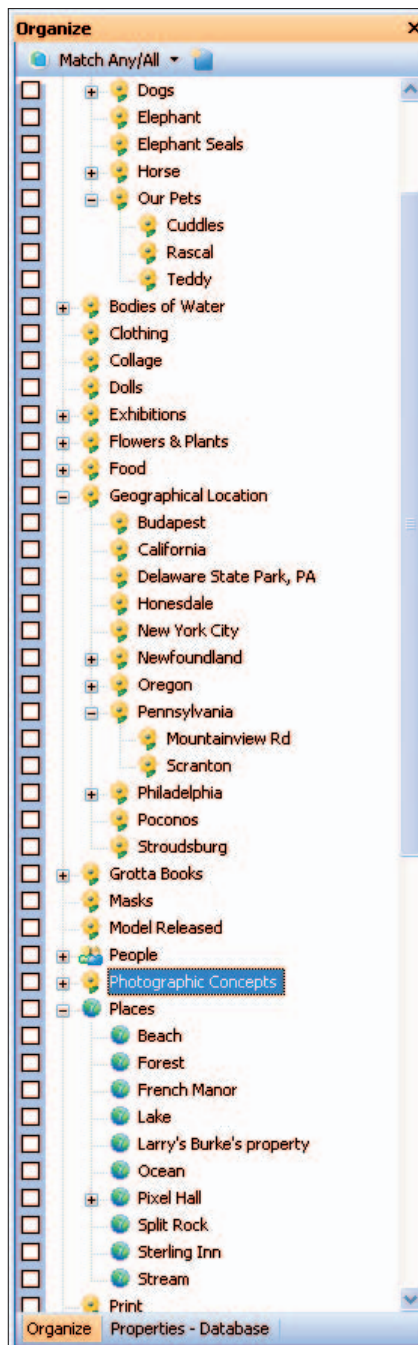 Organize
Match Any/All
Dogs
Elephant
Elephant Seals
Horse
Our Pets
Cuddles
Rascal
Teddy
Bodies of Water
Clothing
Collage
Dolls
Exhibitions
Flowers & Plants
Food
Geographical Location
Budapest
California
Delaware State Park, PA
Honesdale
New York City
Newfoundland
Oregon
Pennsylvania
Mountainview Rd
Scranton
Philadelphia
Poconos
Stroudsburg
Grotta Books
Masks
Model Released
People
Photographic Concepts
Places
Beach
Forest
French Manor
Lake
Larry's Burke's property
Ocean
Pixel Hall
Split Rock
Sterling Inn
Stream
Print
Organize Properties - Database